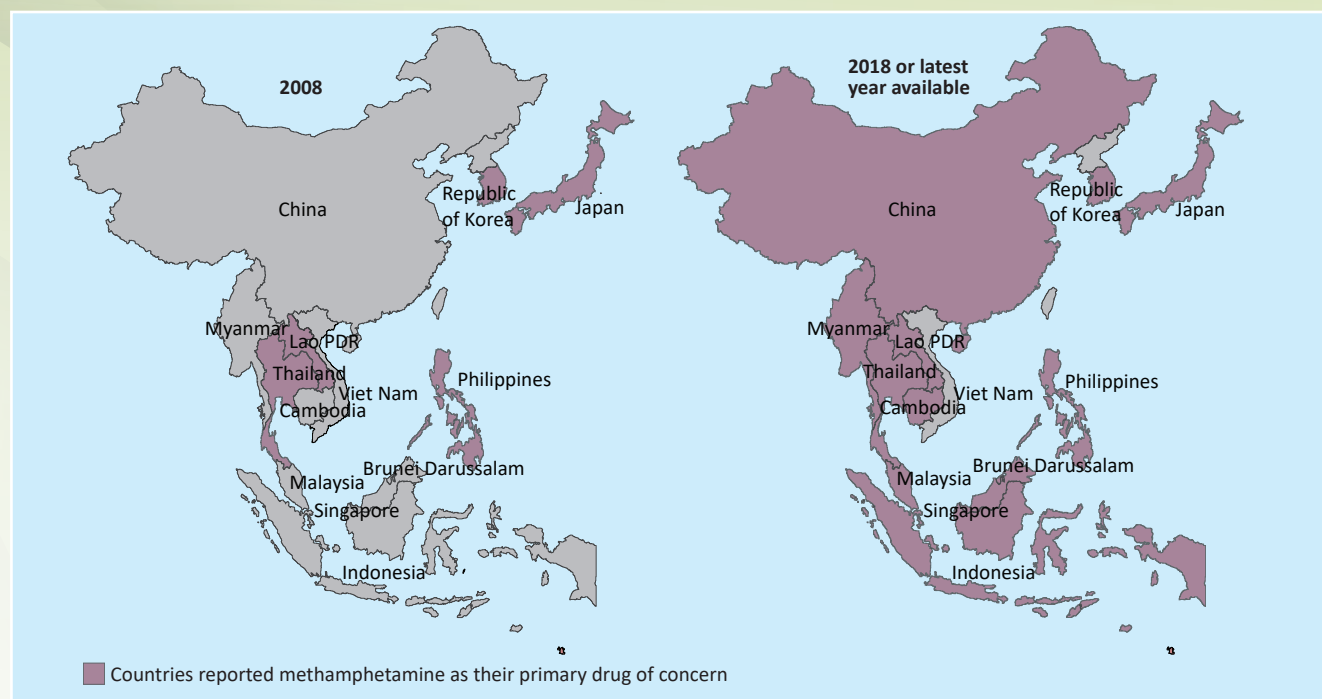 2008
China
Republic
of Korea
Japan
Myanmar
Lao PDR
Thailand
Viet Nam
Cambodia
Philippines
Brunei Darussalam
Malaysia
Singapore
Indonesia
2018 or latest
year available
China
Republic
of Korea
Japan
Myanmar
Lao PDR
Thailand
Viet Nam
Cambodia
Philippines
Brunei Darussalam
Malaysia
Singapore
Indonesia
Countries reported methamphetamine as their primary drug of concern